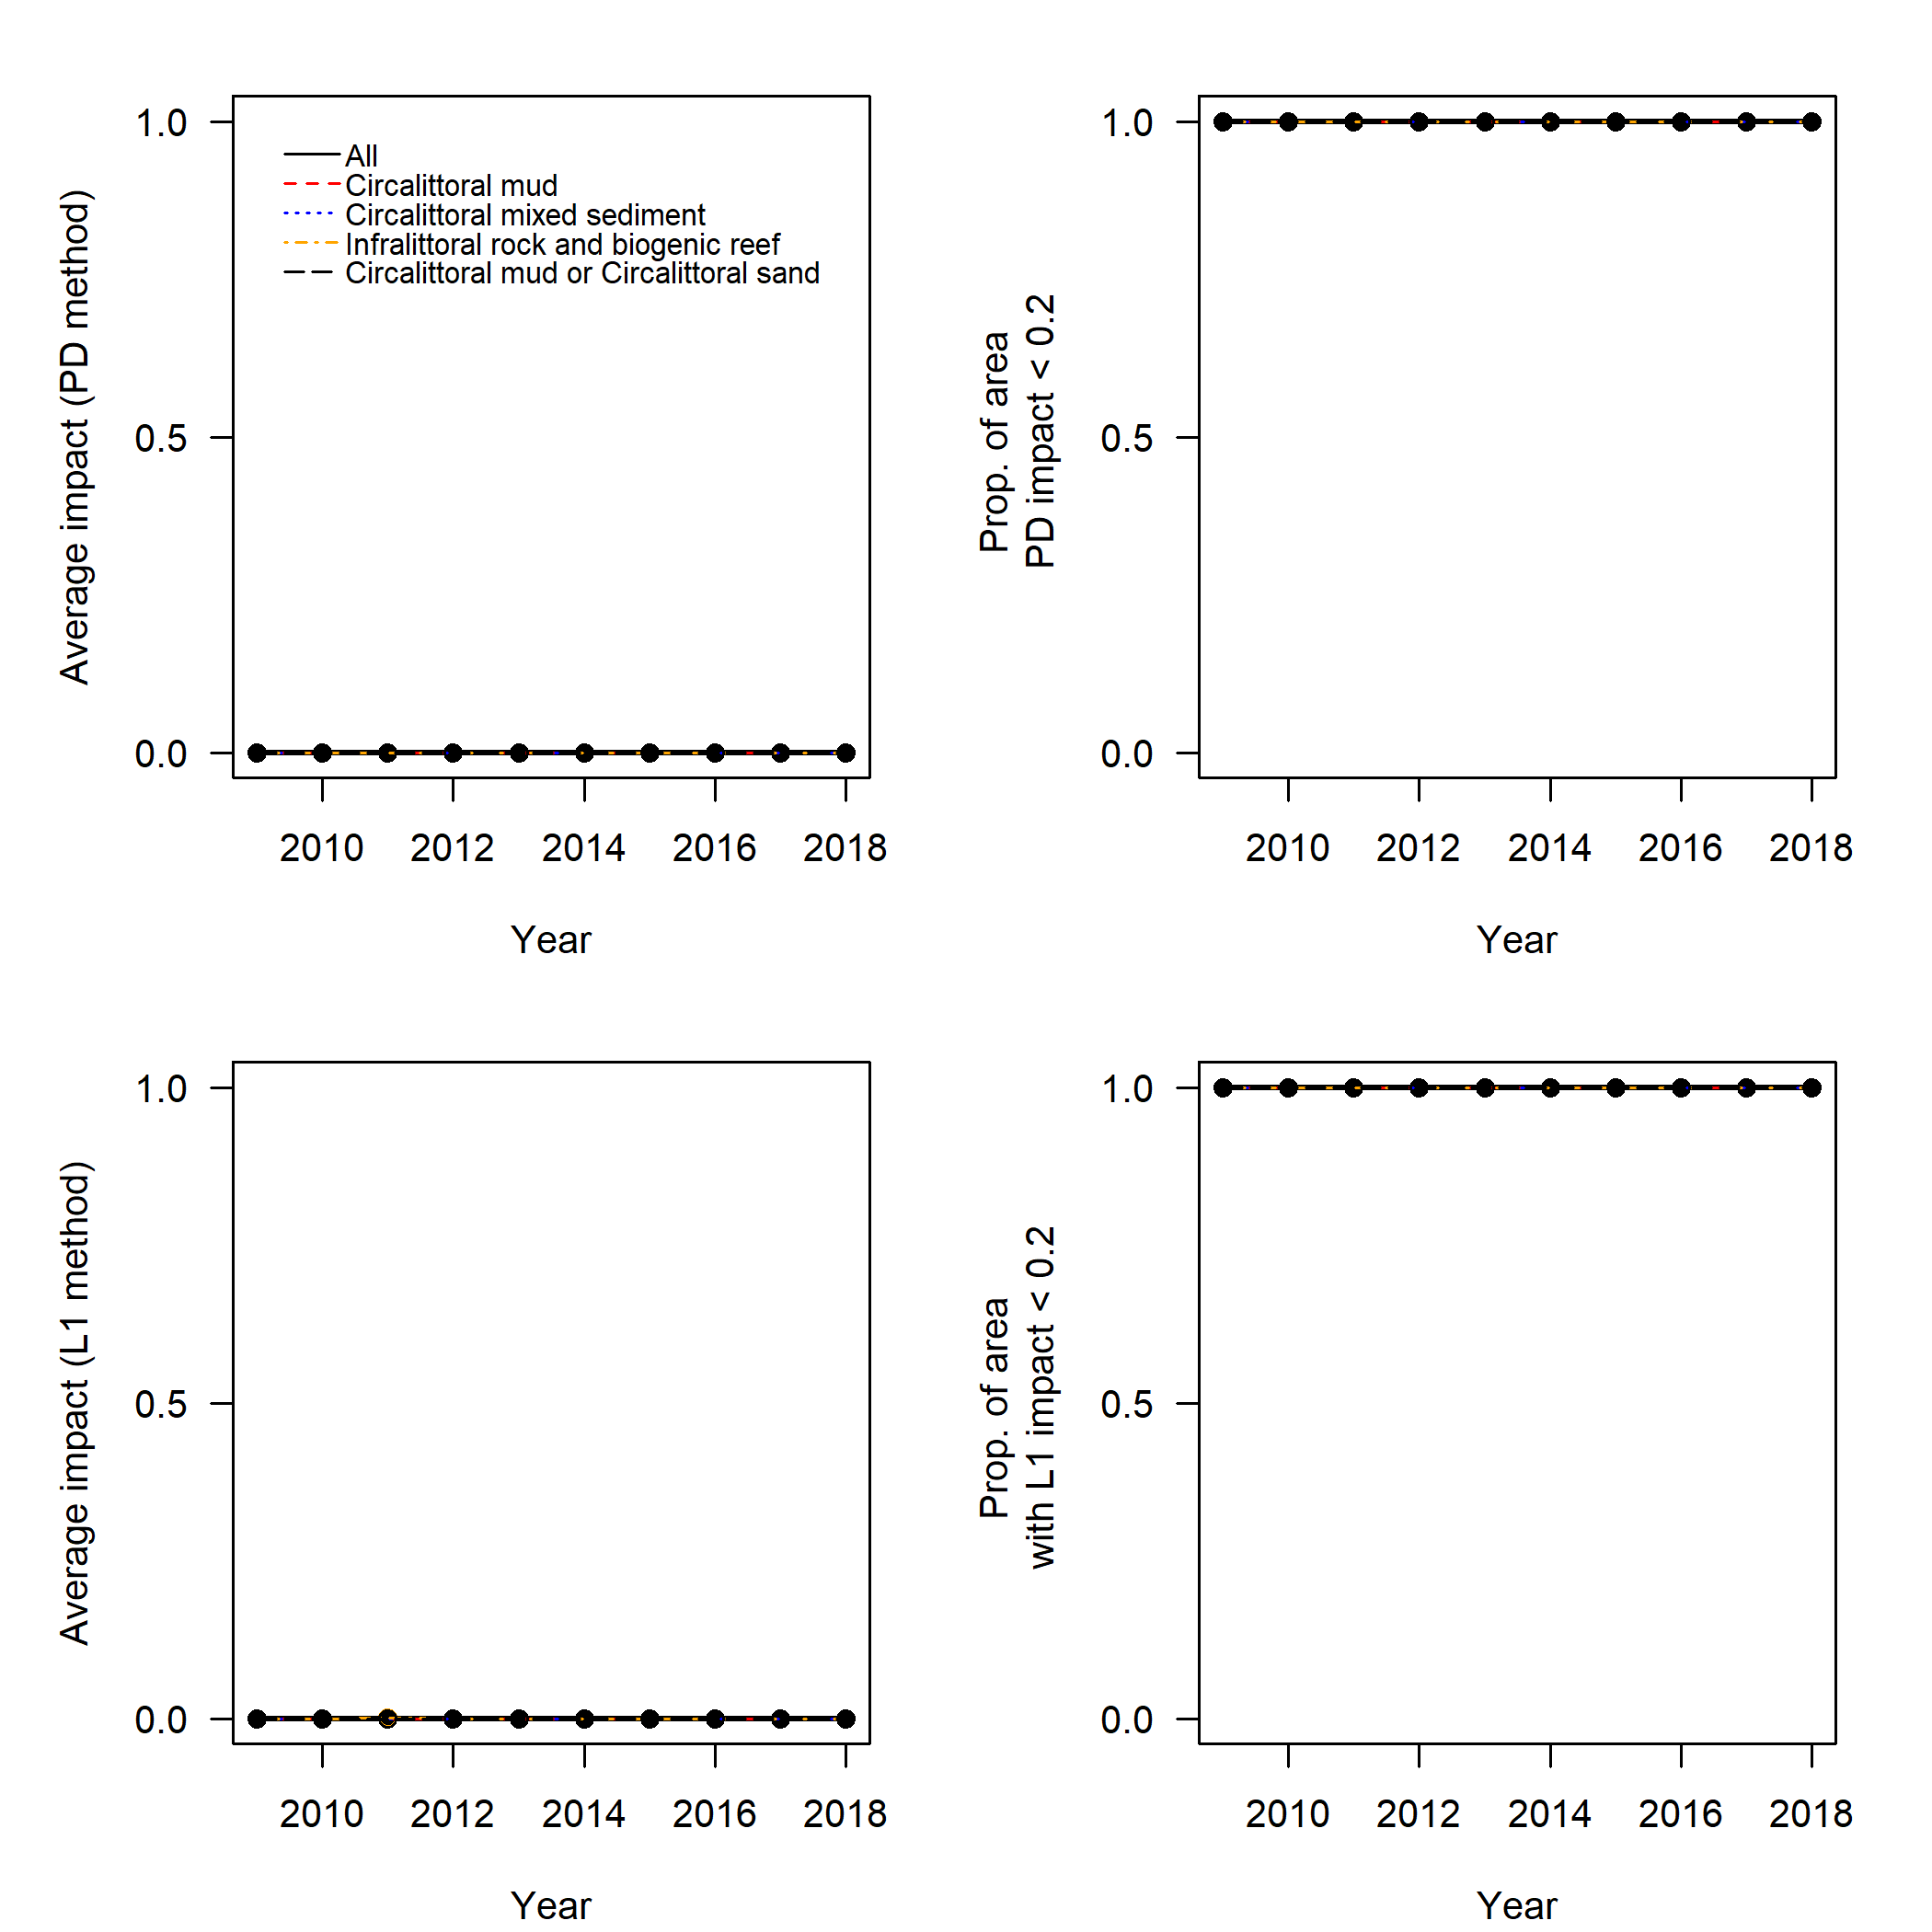 Average impact (PD method)
1.0
0.5
0.0
All
Circalittoral mud
Circalittoral mixed sediment
Infralittoral rock and biogenic reef
Circalittoral mud or Circalittoral sand
2010 2012 2014 2016 2018
Year
Prop. of area
PD impact < 0.2
1.0
0.5
0.0
2010 2012 2014 2016 2018
Year
Average impact (L1 method)
1.0
0.5
0.0
2010 2012 2014 2016 2018
Year
Prop. of area
with L1 impact < 0.2
1.0
0.5
0.0
2010 2012 2014 2016 2018
Year